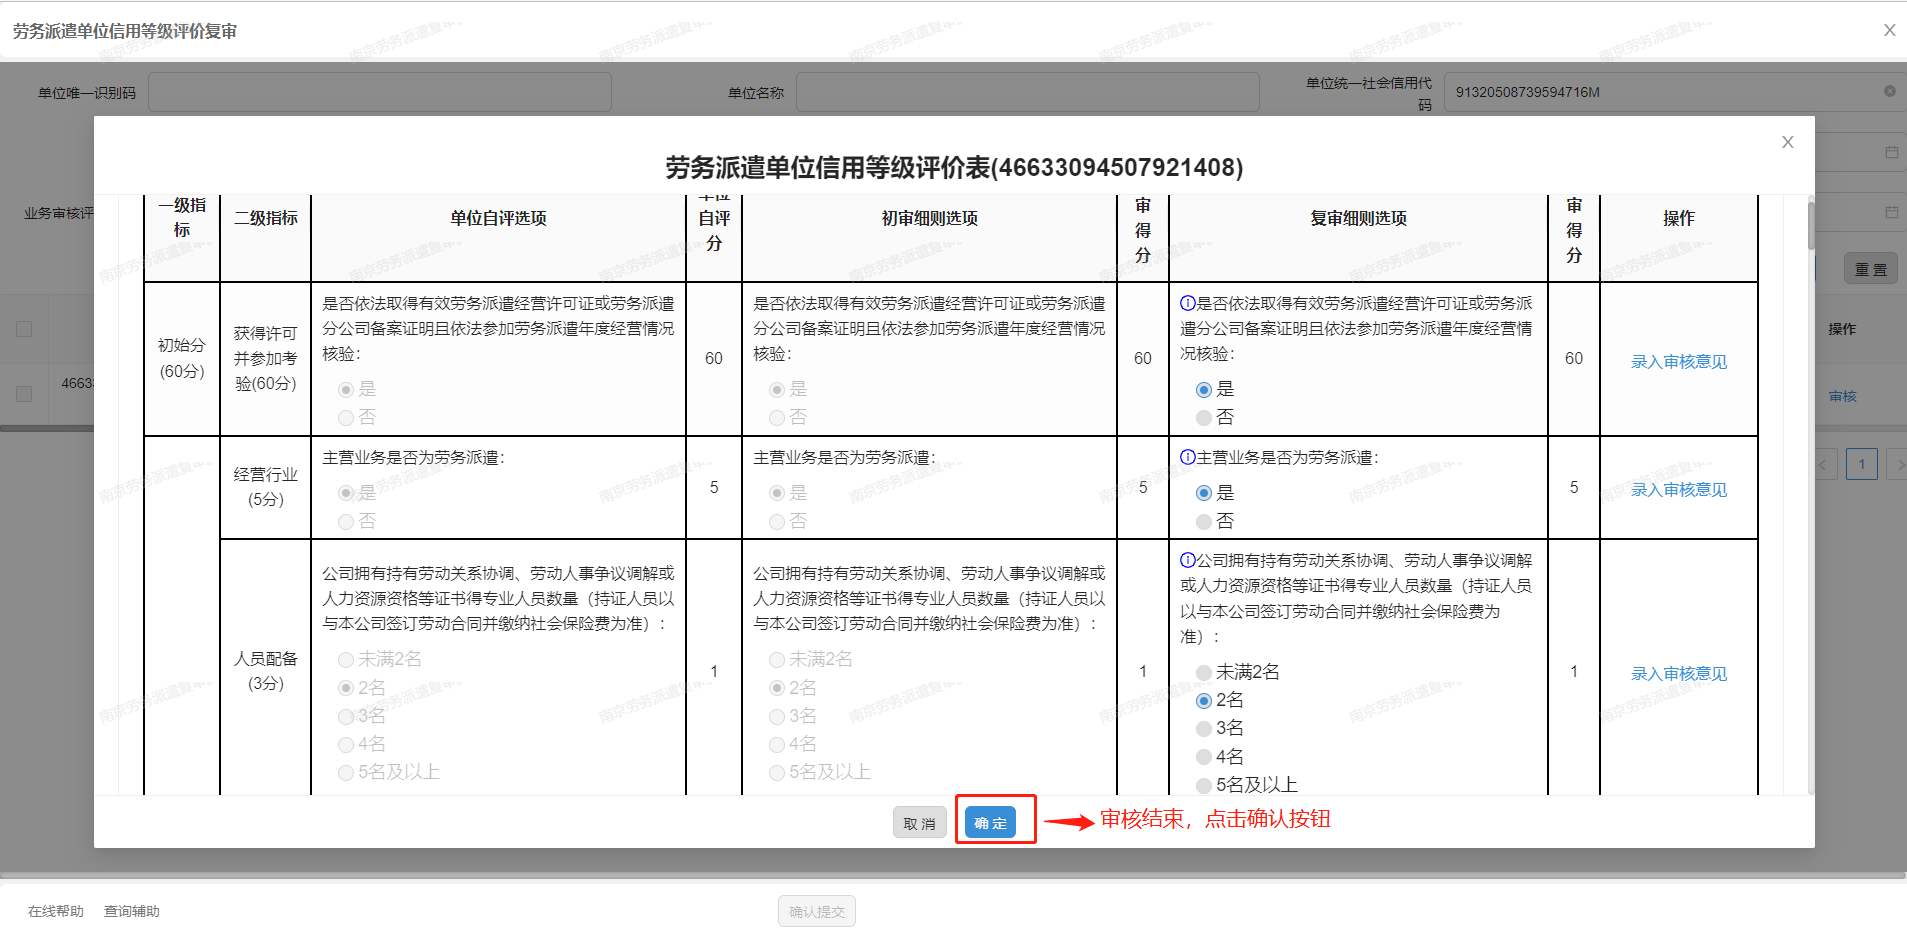 劳务派遣单位信用等级评价复审
X
单位唯一识别码
单位名称
单位统一社会信用代
码
91320508739594716M
X
劳务派遣单位信用等级评价表(46633094507921408)
业务审核评
重 置
一级指
标
二级指标
单位自评选项
自评
分
初审细则选项
审
得
分
复审细则选项
审
得
分
操作
初始分
(60分)
获得许可
并参加考
验(60分)
是否依法取得有效劳务派遣经营许可证或劳务派遣
分公司备案证明且依法参加劳务派遣年度经营情况
核验：
是
否
60
是否依法取得有效劳务派遣经营许可证或劳务派遣
分公司备案证明且依法参加劳务派遣年度经营情况
核验：
是
否
60
是否依法取得有效劳务派遣经营许可证或劳务派
遣分公司备案证明且依法参加劳务派遣年度经营情
况核验：
是
否
60
录入审核意见
操作
4663
审核
经营行业
(5分)
主营业务是否为劳务派遣：
是
否
5
主营业务是否为劳务派遣：
是
否
5
主营业务是否为劳务派遣：
是
否
5
录入审核意见
< 1 >
人员配备
(3分)
公司拥有持有劳动关系协调、劳动人事争议调解或
人力资源资格等证书得专业人员数量（持证人员以
与本公司签订劳动合同并缴纳社会保险费为准）：
未满2名
2名
3名
4名
5名及以上
1
公司拥有持有劳动关系协调、劳动人事争议调解或
人力资源资格等证书得专业人员数量（持证人员以
与本公司签订劳动合同并缴纳社会保险费为准）：
未满2名
2名
3名
4名
5名及以上
1
公司拥有持有劳动关系协调、劳动人事争议调解
或人力资源资格等证书得专业人员数量（持证人员
以与本公司签订劳动合同并缴纳社会保险费为
准）：
未满2名
2名
3名
4名
5名及以上
1
录入审核意见
取 消
确 定
审核结束，点击确认按钮
在线帮助
查询辅助
确认提交